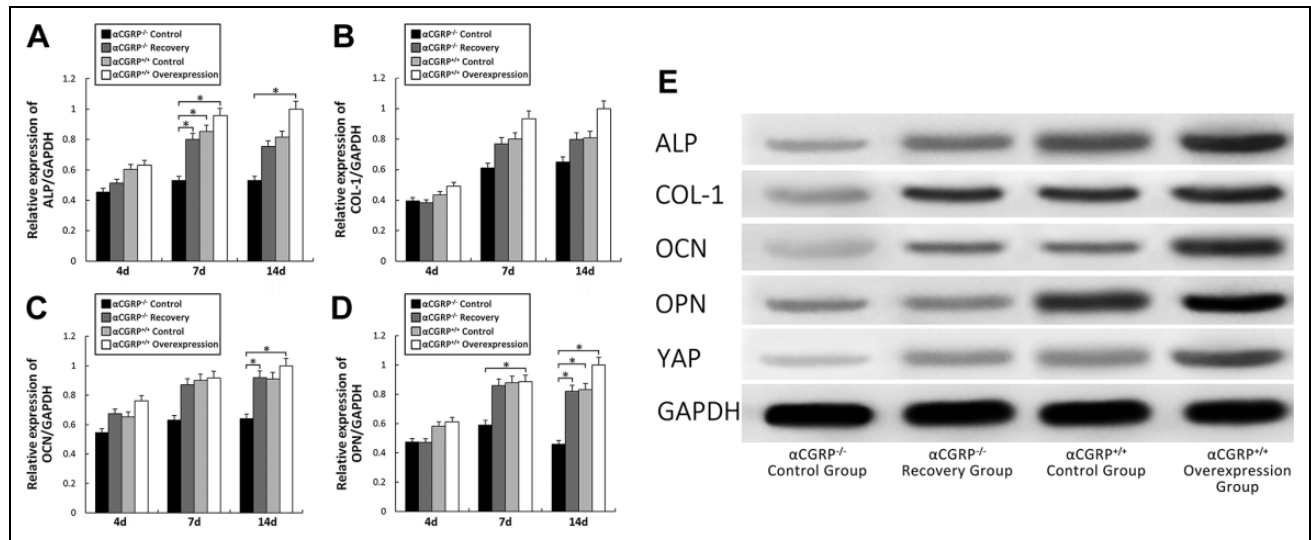 A
αCGRP-/- Control
αCGRP-/- Recovery
αCGRP+/+ Control
αCGRP+/+ Overexpression
Relative expression of
ALP/GAPDH
1.2
1
0.8
0.6
0.4
0.2
0
* * *
*
4d 7d 14d
B
αCGRP-/- Control
αCGRP-/- Recovery
αCGRP+/+ Control
αCGRP+/+ Overexpression
Relative expression of
COL-1/GAPDH
1.2
1
0.8
0.6
0.4
0.2
0
4d 7d 14d
C
αCGRP-/- Control
αCGRP-/- Recovery
αCGRP+/+ Control
αCGRP+/+ Overexpression
Relative expression of
OCN/GAPDH
1.2
1
0.8
0.6
0.4
0.2
0
* *
4d 7d 14d
D
αCGRP-/- Control
αCGRP-/- Recovery
αCGRP+/+ Control
αCGRP+/+ Overexpression
Relative expression of
OPN/GAPDH
1.2
1
0.8
0.6
0.4
0.2
0
*
* * *
4d 7d 14d
E
ALP
COL-1
OCN
OPN
YAP
GAPDH
αCGRP-/-
Control Group
αCGRP-/-
Recovery Group
αCGRP+/+
Control Group
αCGRP+/+
Overexpression
Group